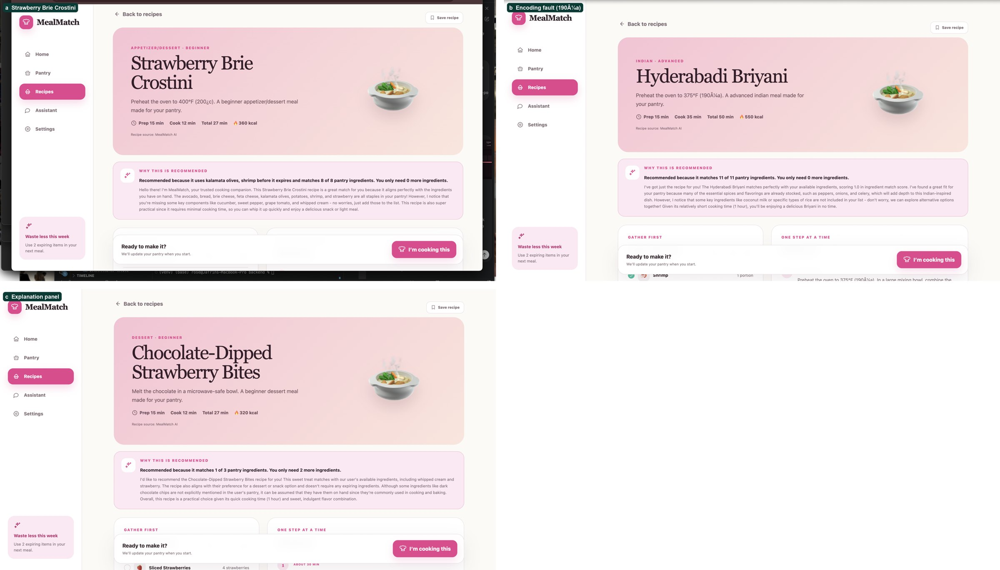 a Strawberry Brie Crostini
MealMatch
Home
Pantry
Recipes
Assistant
Settings
Waste less this week
Use 2 expiring items in your
next meal.
Back to recipes
Save recipe
APPETIZER/DESSERT · BEGINNER
Strawberry Brie
Crostini
Preheat the oven to 400°F (200¿c). A beginner appetizer/dessert meal
made for your pantry.
Prep 15 min Cook 12 min Total 27 min 🔥 360 kcal
Recipe source: MealMatch AI
WHY THIS IS RECOMMENDED
Recommended because it uses kalamata olives, shrimp before it expires and matches 8 of 8 pantry ingredients. You only need 0 more ingredients.
Hello there! I'm MealMatch, your trusted cooking companion. This Strawberry Brie Crostini recipe is a great match for you because it aligns perfectly with the ingredients
you have on hand. The avocado, bread, brie cheese, feta cheese, kalamata olives, potatoes, shrimp, and strawberry are all staples in your pantry! However, I notice that
you're missing some key components like cucumber, sweet pepper, grape tomato, and whipped cream - no worries, just add those to the list. This recipe is also super
practical since it requires minimal cooking time, so you can whip it up quickly and enjoy a delicious snack or light meal.
Ready to make it?
We'll update your pantry when you start.
I'm cooking this
TIMELINE
(venv) (base) rose@Jafrins-MacBook-Pro backend %
b Encoding fault (190Â¼a)
MealMatch
Home
Pantry
Recipes
Assistant
Settings
Waste less this week
Use 2 expiring items in your
next meal.
Back to recipes
Save recipe
INDIAN · ADVANCED
Hyderabadi Briyani
Preheat the oven to 375°F (190Â¼a). A advanced indian meal made for
your pantry.
Prep 15 min Cook 35 min Total 50 min 🔥 550 kcal
Recipe source: MealMatch AI
WHY THIS IS RECOMMENDED
Recommended because it matches 11 of 11 pantry ingredients. You only need 0 more ingredients.
I've got just the recipe for you! The Hyderabadi Briyani matches perfectly with your available ingredients, scoring 1.0 in ingredient match score. I've found a great fit for
your pantry because many of the essential spices and flavorings are already stocked, such as peppers, onions, and celery, which will add depth to this Indian-inspired
dish. However, I notice that some key ingredients like coconut milk or specific types of rice are not included in your list - don't worry, we can explore alternative options
together! Given its relatively short cooking time (1 hour), you'll be enjoying a delicious Briyani in no time.
GATHER FIRST
ONE STEP AT A TIME
Ready to make it?
We'll update your pantry when you start.
I'm cooking this
Shrimp
1 portion
Preheat the oven to 375°F (190Â¼a). In a large mixing bowl, combine the
c Explanation panel
MealMatch
Home
Pantry
Recipes
Assistant
Settings
Waste less this week
Use 2 expiring items in your
next meal.
Back to recipes
Save recipe
DESSERT · BEGINNER
Chocolate-Dipped
Strawberry Bites
Melt the chocolate in a microwave-safe bowl. A beginner dessert meal
made for your pantry.
Prep 15 min Cook 12 min Total 27 min 🔥 320 kcal
Recipe source: MealMatch AI
WHY THIS IS RECOMMENDED
Recommended because it matches 1 of 3 pantry ingredients. You only need 2 more ingredients.
I'd like to recommend the Chocolate-Dipped Strawberry Bites recipe for you! This sweet treat matches with our user's available ingredients, including whipped cream and
strawberry. The recipe also aligns with their preference for a dessert or snack option and doesn't require any expiring ingredients. Although some ingredients like dark
chocolate chips are not explicitly mentioned in the user's pantry, it can be assumed that they have them on hand since they're commonly used in cooking and baking.
Overall, this recipe is a practical choice given its quick cooking time (1 hour) and sweet, indulgent flavor combination.
GATHER FIRST
ONE STEP AT A TIME
Ready to make it?
We'll update your pantry when you start.
I'm cooking this
Sliced Strawberries
4 strawberries
1
ABOUT 30 MIN